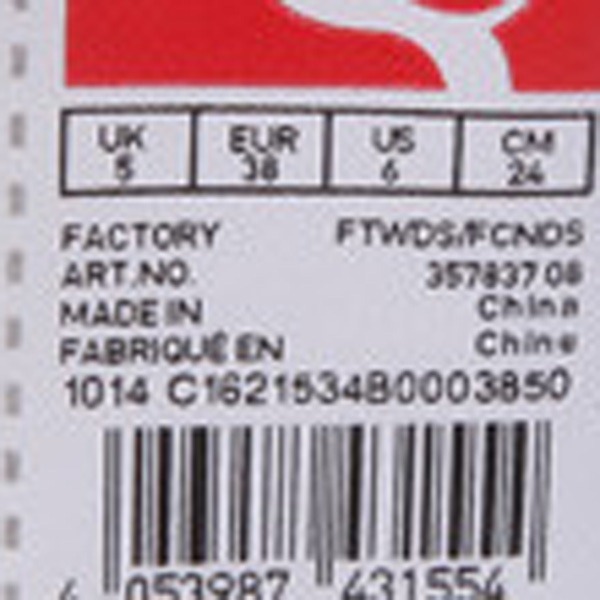 UK EUR US CM
5 38 6 24
FACTORY FTWDS/FCNDS
ART.NO. 357837 08
MADE IN China
FABRIQUÉ EN Chine
1014 C1621534B0003850
4 053987 431554